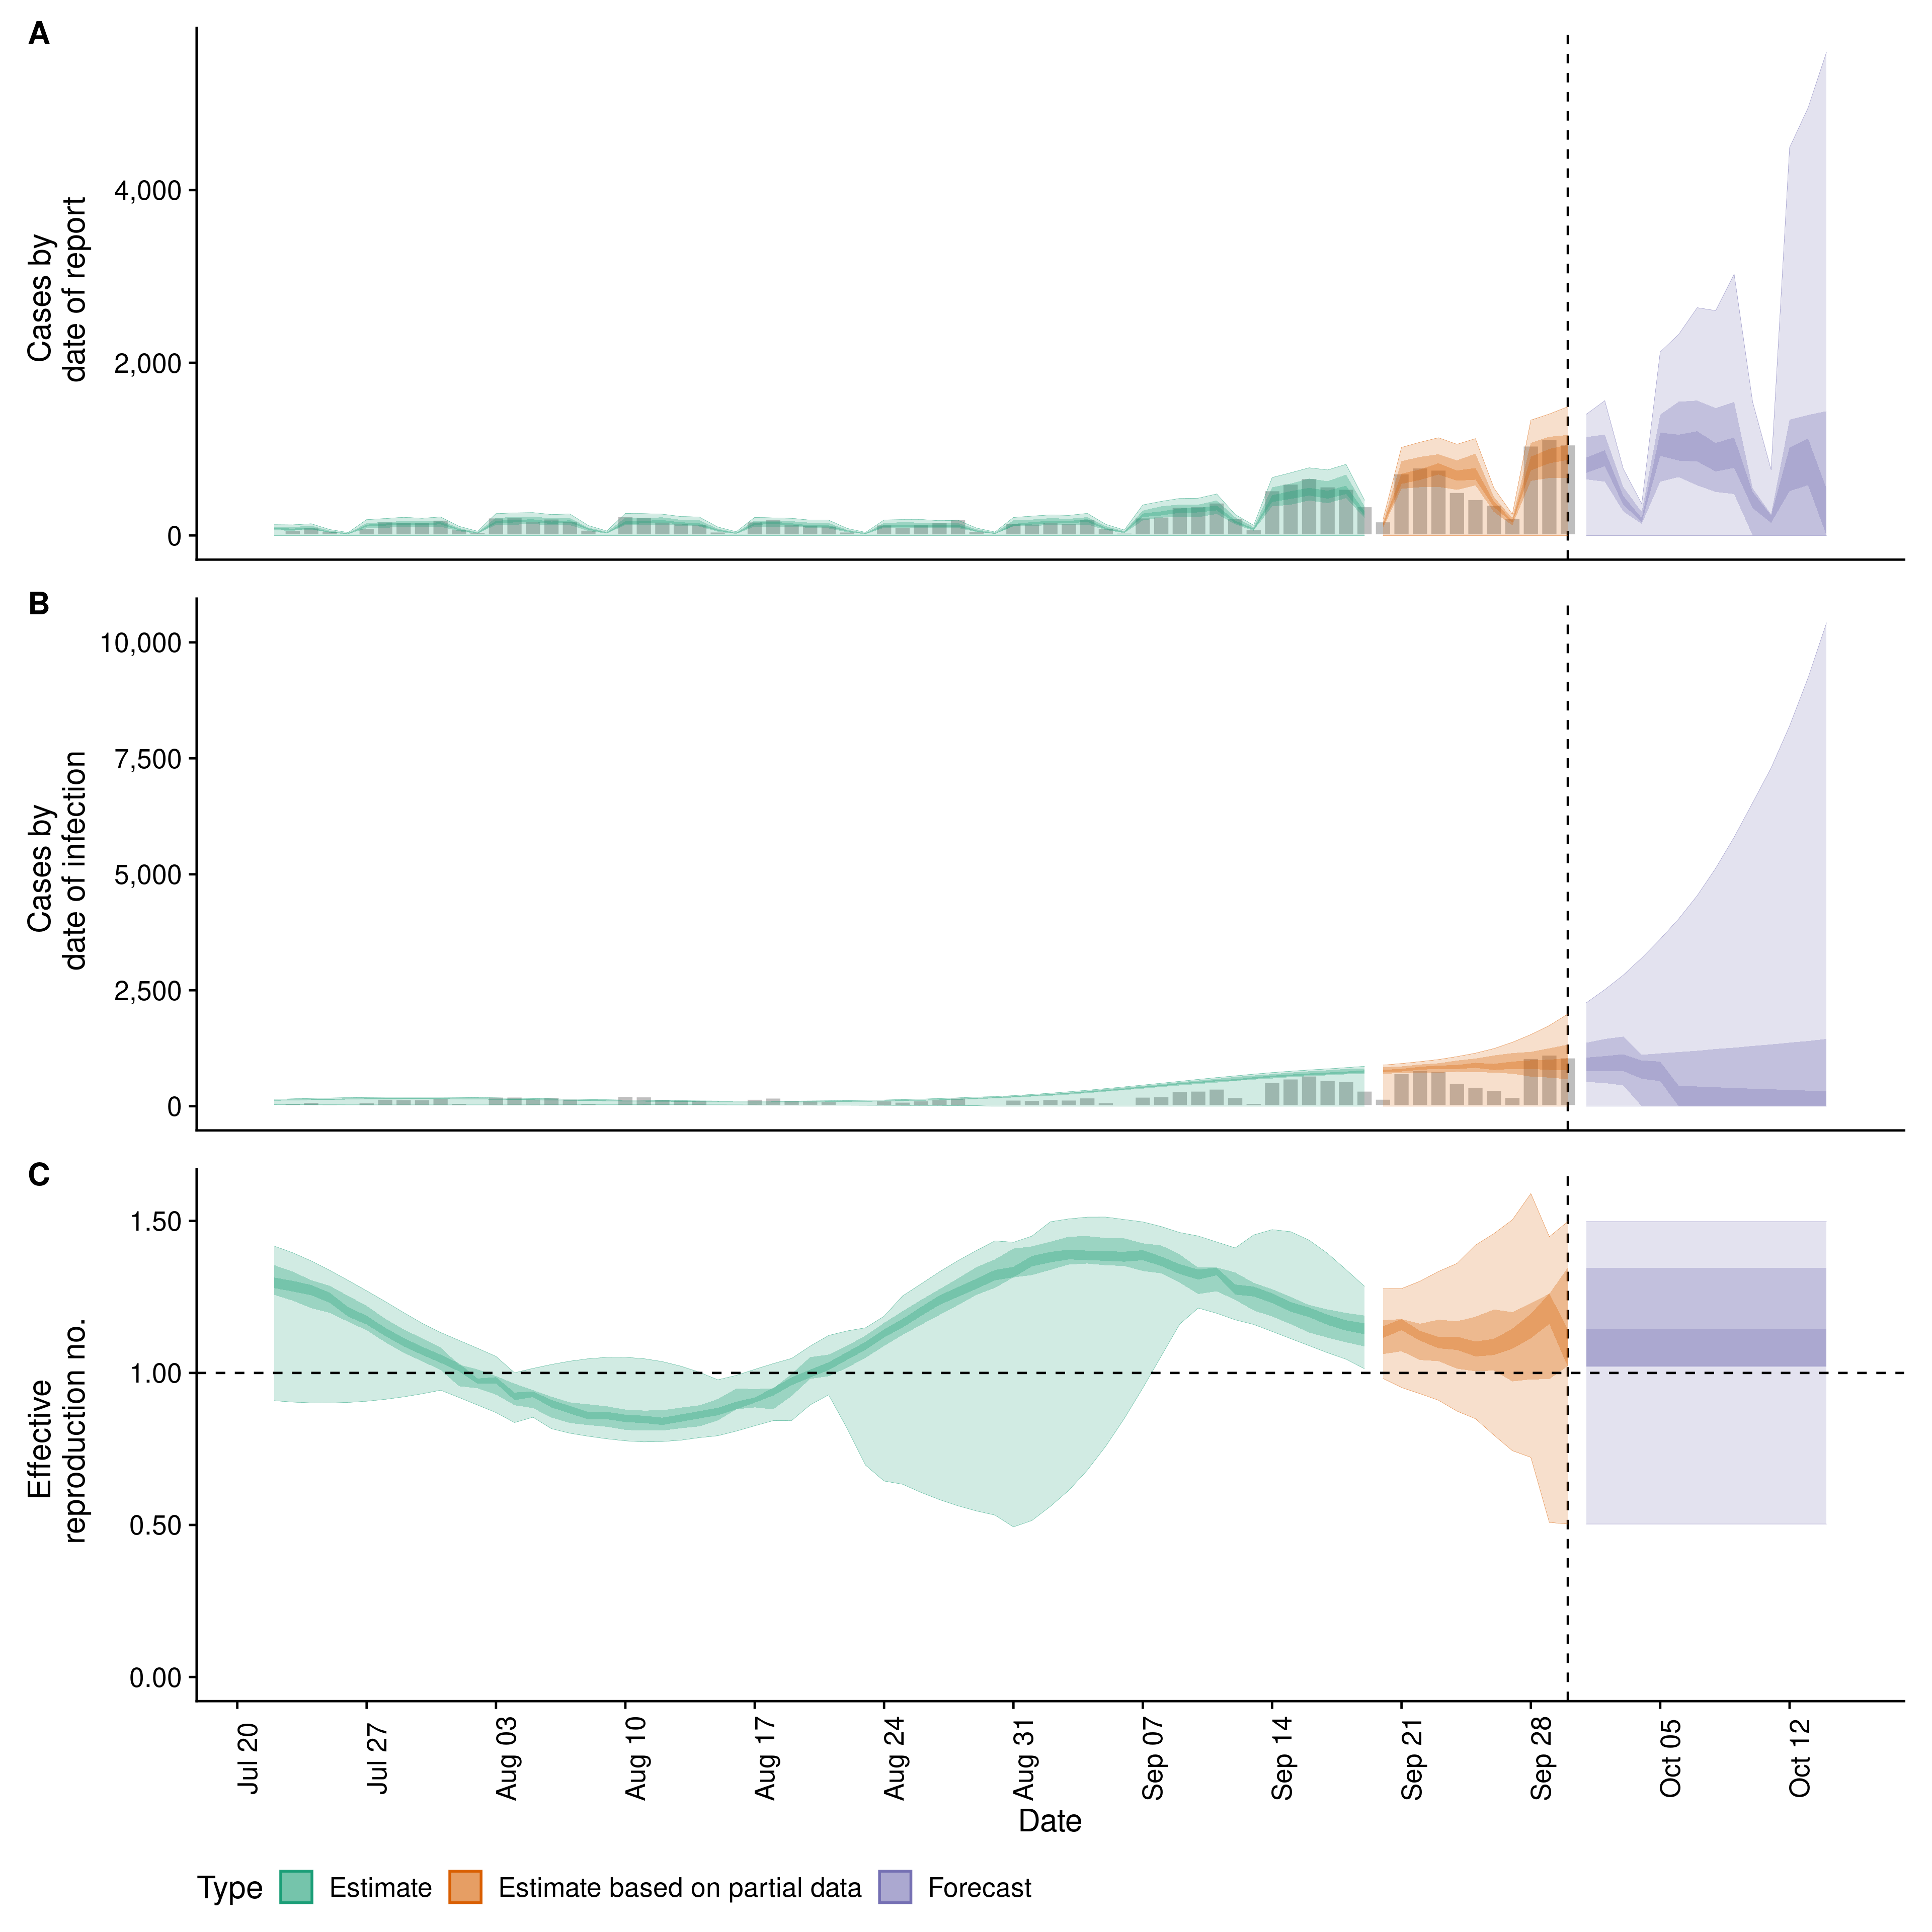 A
Cases by
date of report
4,000
2,000
0
B
Cases by
date of infection
10,000
7,500
5,000
2,500
0
C
Effective
reproduction no.
1.50
1.00
0.50
0.00
Jul 20
Jul 27
Aug 03
Aug 10
Aug 17
Aug 24
Aug 31
Sep 07
Sep 14
Sep 21
Sep 28
Oct 05
Oct 12
Date
Type Estimate Estimate based on partial data Forecast